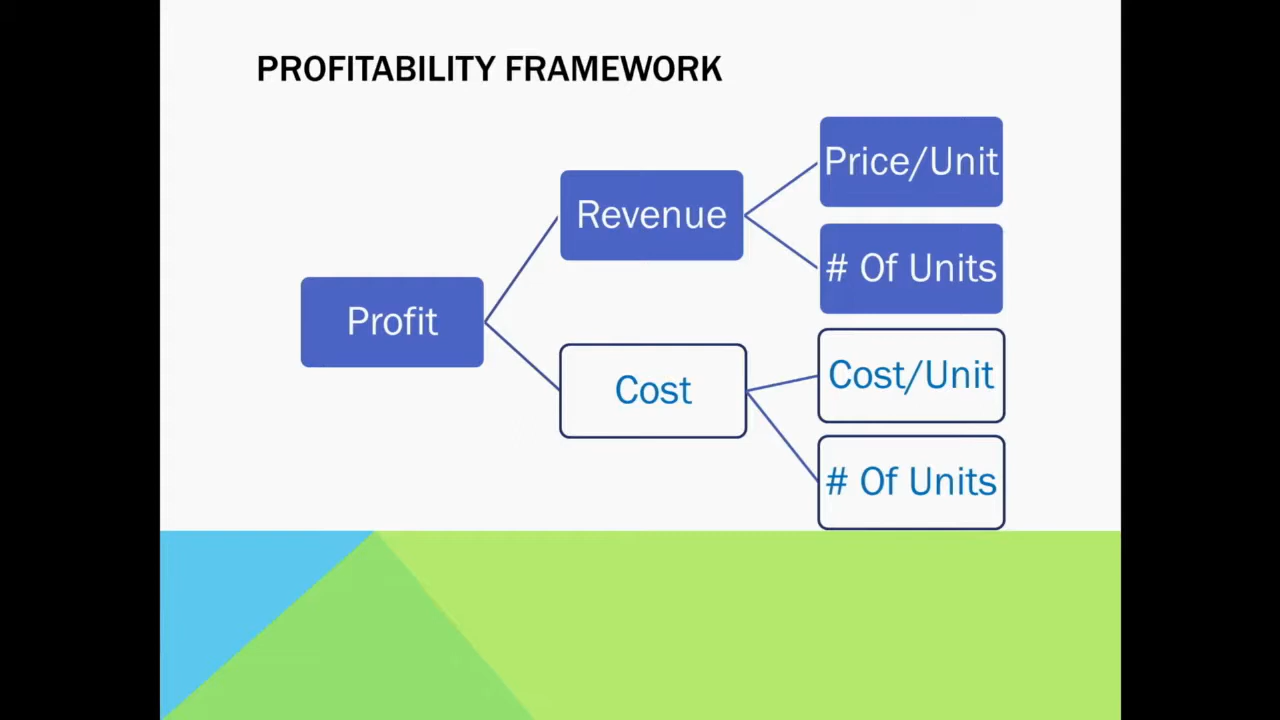 PROFITABILITY FRAMEWORK
Profit
Revenue
Price/Unit
# Of Units
Cost
Cost/Unit
# Of Units